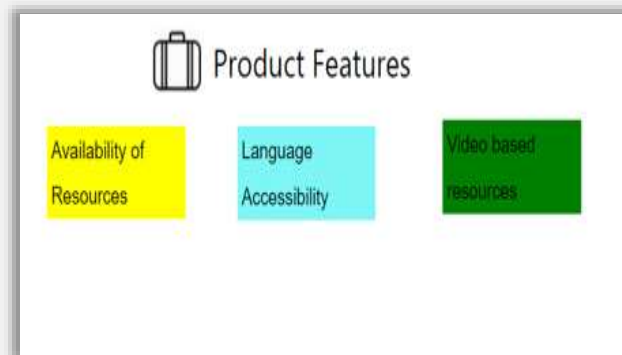 Product Features
Availability of
Resources
Language
Accessibility
Video based
resources